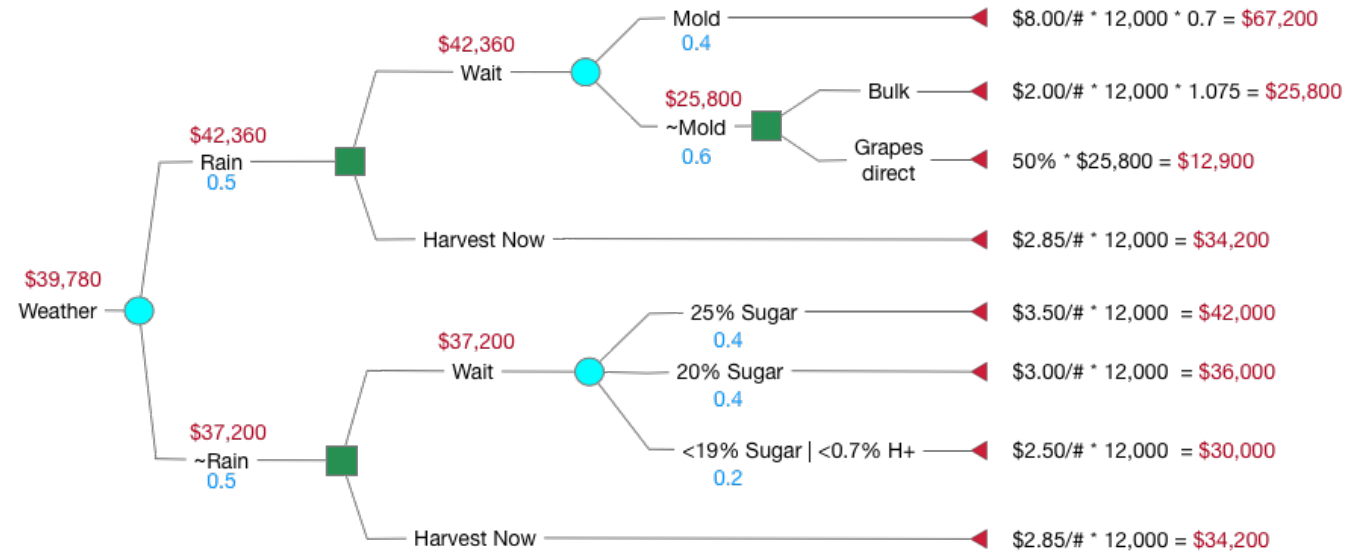 Mold
$8.00/# * 12,000 * 0.7 = $67,200
0.4
$42,360
Wait
$25,800
~Mold
0.6
Bulk
$2.00/# * 12,000 * 1.075 = $25,800
Grapes
direct
50% * $25,800 = $12,900
$42,360
Rain
0.5
Harvest Now
$2.85/# * 12,000 = $34,200
$39,780
Weather
25% Sugar
$3.50/# * 12,000 = $42,000
0.4
$37,200
Wait
20% Sugar
$3.00/# * 12,000 = $36,000
0.4
$37,200
~Rain
0.5
<19% Sugar | <0.7% H+
$2.50/# * 12,000 = $30,000
0.2
Harvest Now
$2.85/# * 12,000 = $34,200